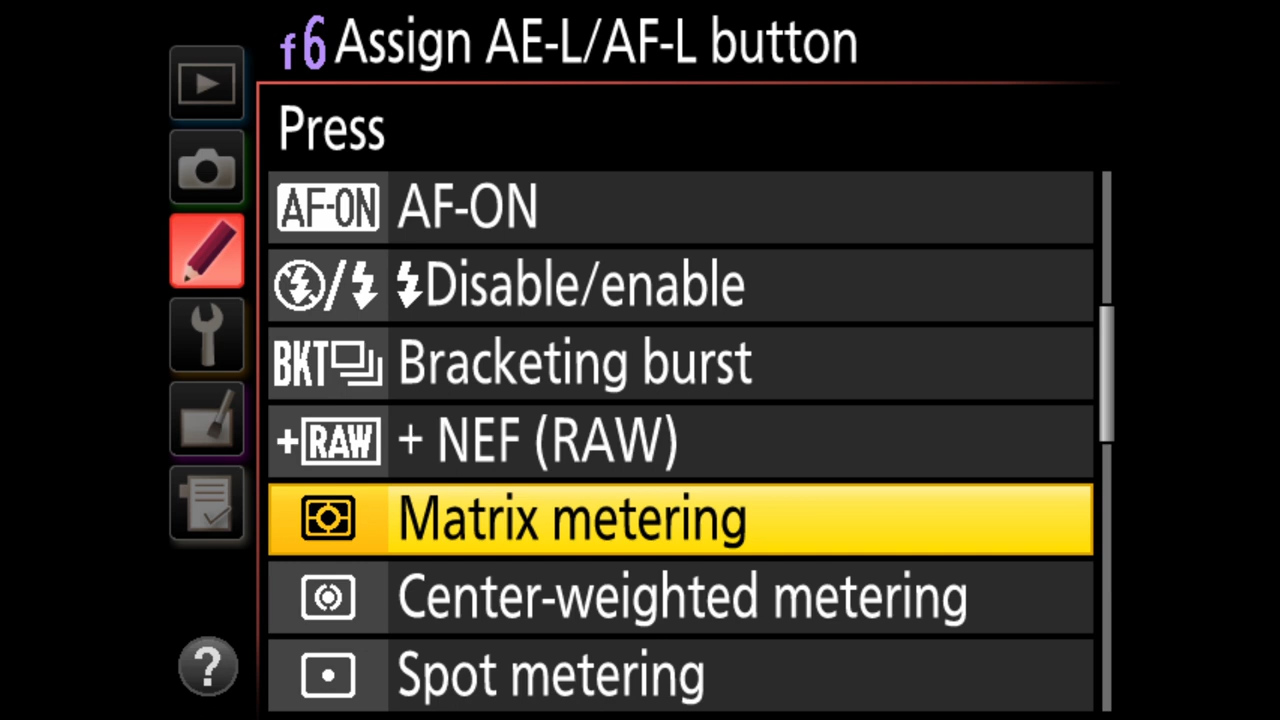 f6 Assign AE-L/AF-L button
Press
AF-ON AF-ON
/ Disable/enable
BKT Bracketing burst
+RAW + NEF (RAW)
Matrix metering
Center-weighted metering
Spot metering
?